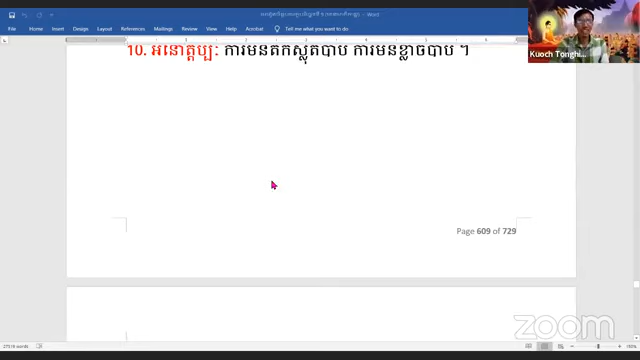 Kuoch Tonghi...
File Home Insert Draw Design Layout References Mailings Review View Help Acrobat Tell me what you want to do
10. អនោត្តប្បៈ ការមិនតក់ស្លុតបាប ការមិនខ្លាចបាប ។
Page 609 of 729
zoom